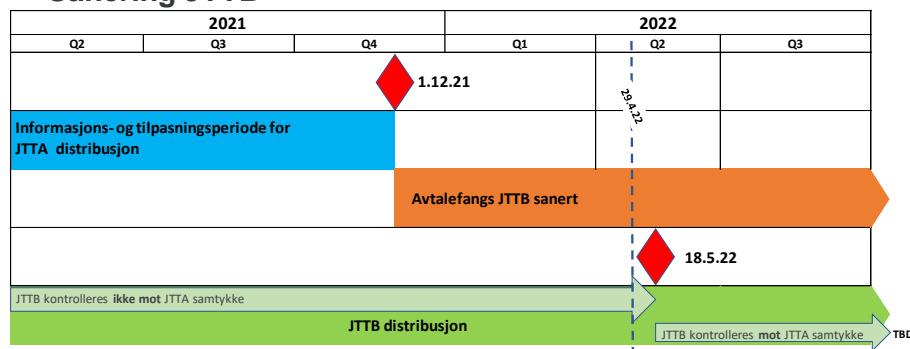 Sanering JTTB
2021
2022
Q2
Q3
Q4
Q1
Q2
Q3
1.12.21
29.4.22
Informasjons- og tilpasningsperiode for
JTTA distribusjon
Avtalefangs JTTB sanert
18.5.22
JTTB kontrolleres ikke mot JTTA samtykke
JTTB distribusjon
JTTB kontrolleres mot JTTA samtykke
TBD